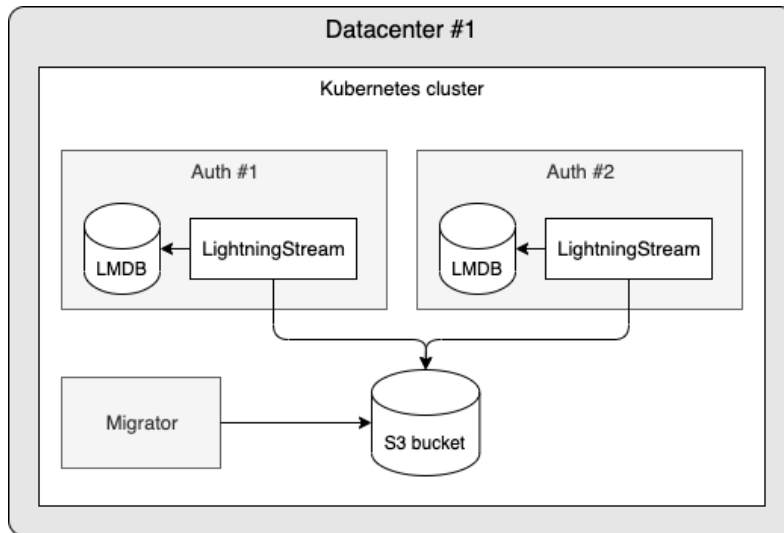 Datacenter #1
Kubernetes cluster
Auth #1
Auth #2
LMDB
LightningStream
LMDB
LightningStream
Migrator
S3 bucket